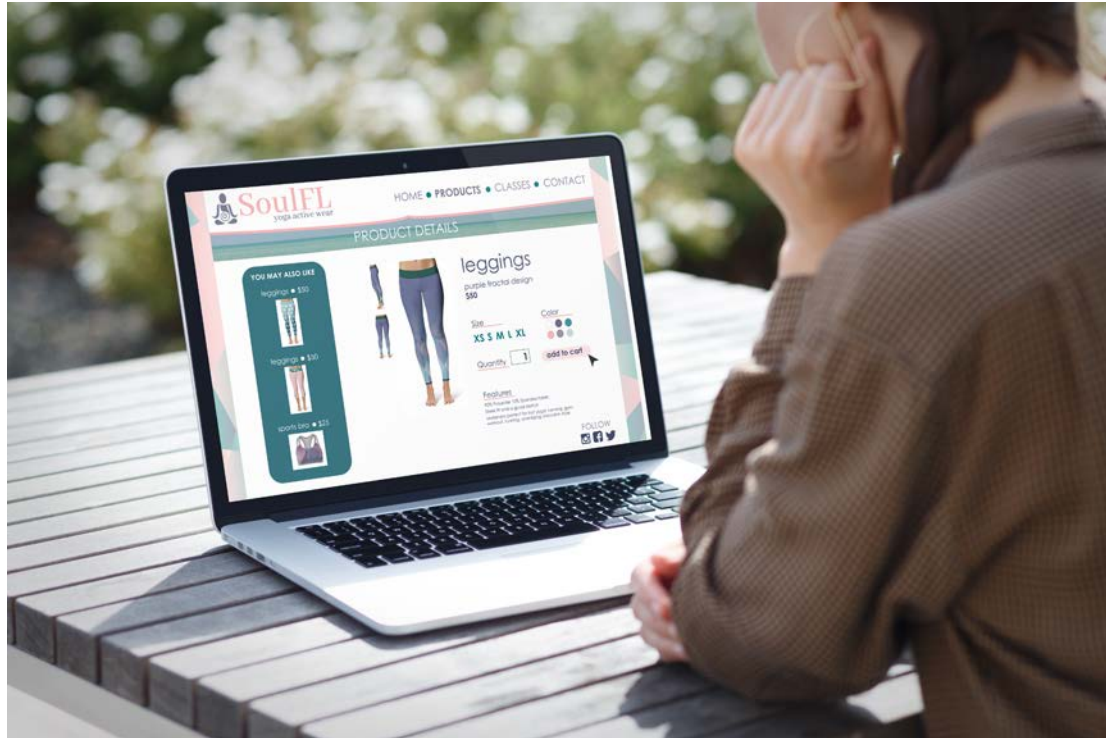 SoulFL
yoga active wear
HOME ● PRODUCTS ● CLASSES ● CONTACT
PRODUCT DETAILS
YOU MAY ALSO LIKE
leggings ● $50
leggings ● $50
sports bra ● $25
leggings
purple fractal design
$50
Size
XS S M L XL
Color
Quantity 1
add to cart
Features
FOLLOW